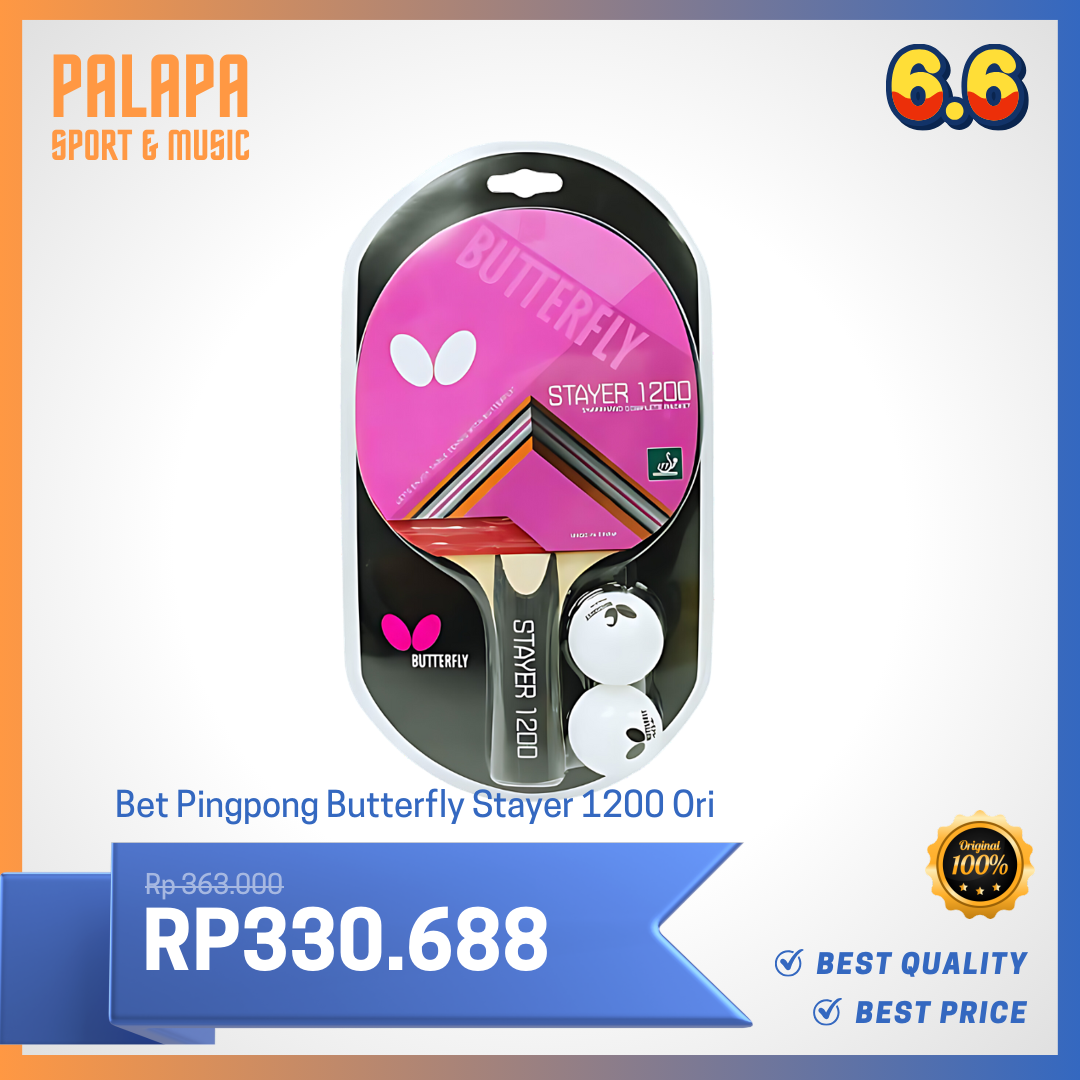 PALAPA
SPORT & MUSIC
6.6
BUTTERFLY
STAYER 1200
BUTTERFLY
STAYER 1200
Bet Pingpong Butterfly Stayer 1200 Ori
Rp 363.000
RP330.688
Original
100%
BEST QUALITY
BEST PRICE